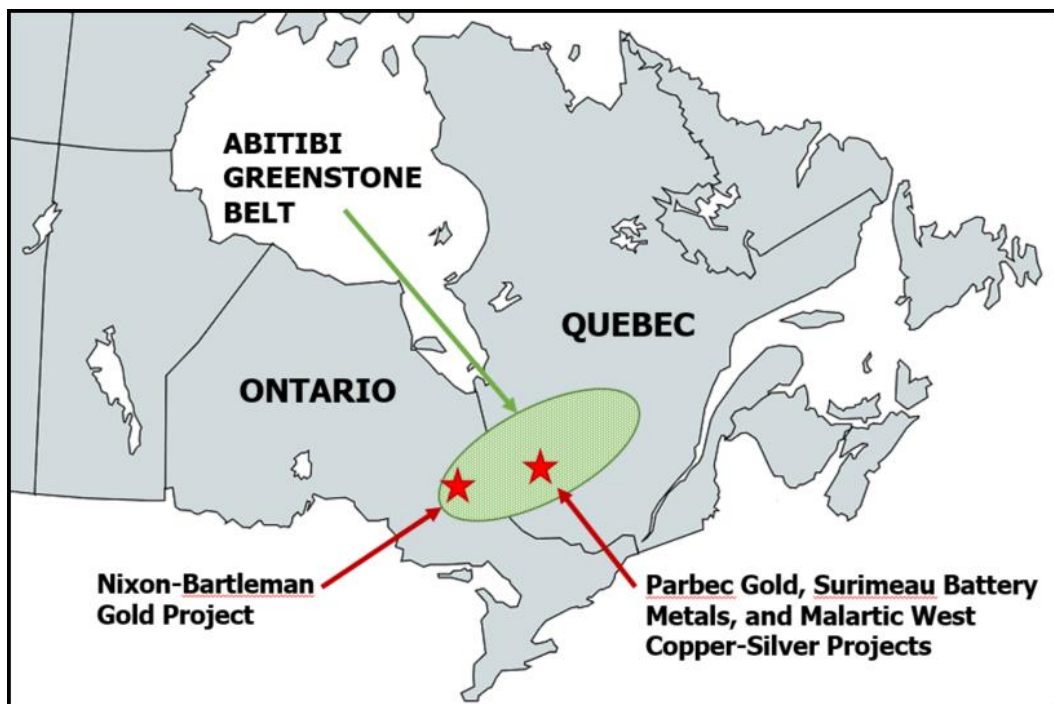 ABITIBI
GREENSTONE
BELT
QUEBEC
ONTARIO
Nixon-Bartleman
Gold Project
Parbec Gold, Surimeau Battery
Metals, and Malartic West
Copper-Silver Projects